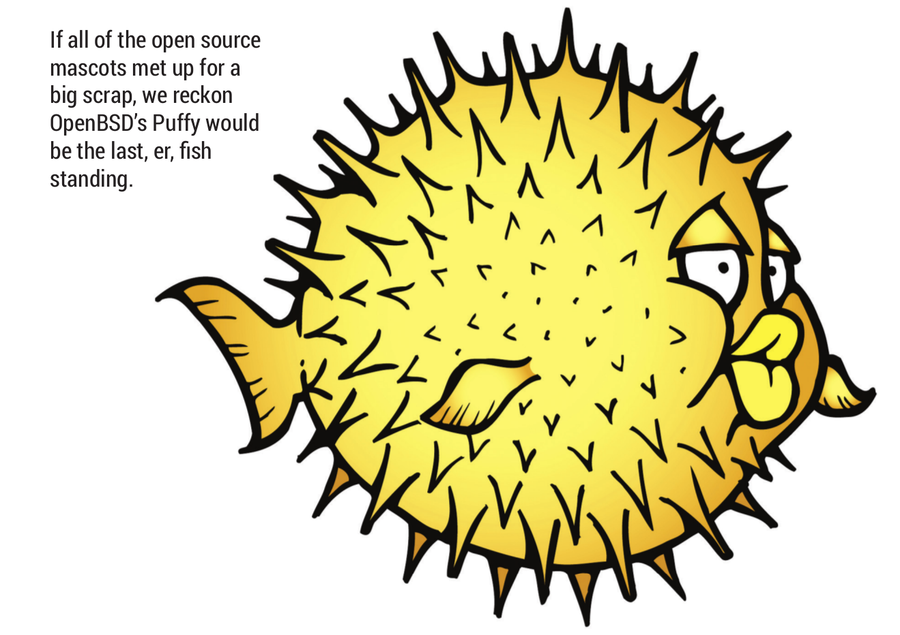 If all of the open source
mascots met up for a
big scrap, we reckon
OpenBSD’s Puffy would
be the last, er, fish
standing.